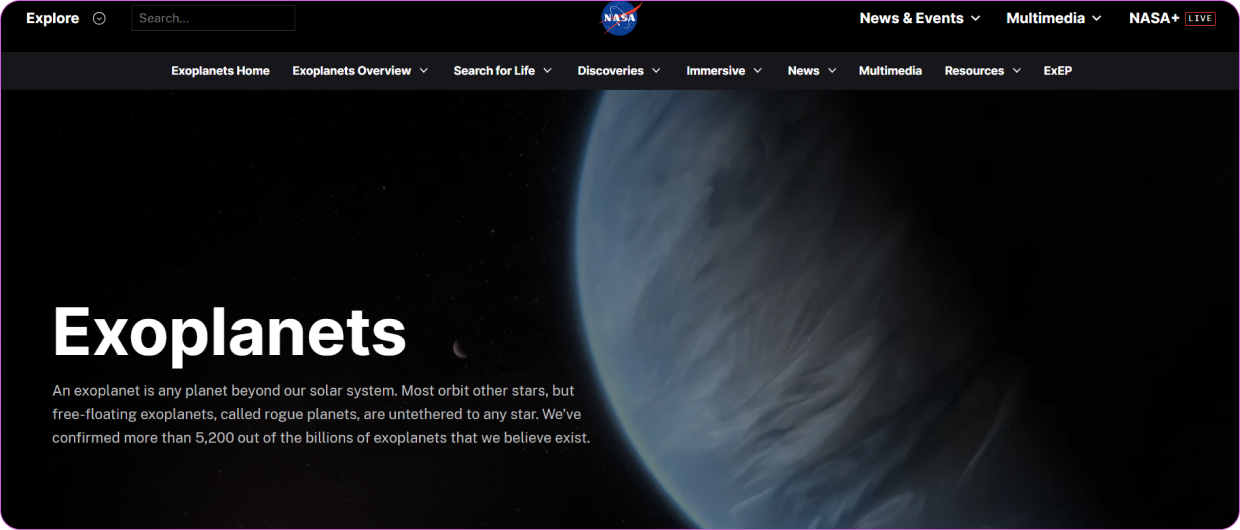 Explore
Search...
NASA
News & Events
Multimedia
NASA+ LIVE
Exoplanets Home
Exoplanets Overview
Search for Life
Discoveries
Immersive
News
Multimedia
Resources
ExEP
Exoplanets
An exoplanet is any planet beyond our solar system. Most orbit other stars, but
free-floating exoplanets, called rogue planets, are untethered to any star. We've
confirmed more than 5,200 out of the billions of exoplanets that we believe exist.